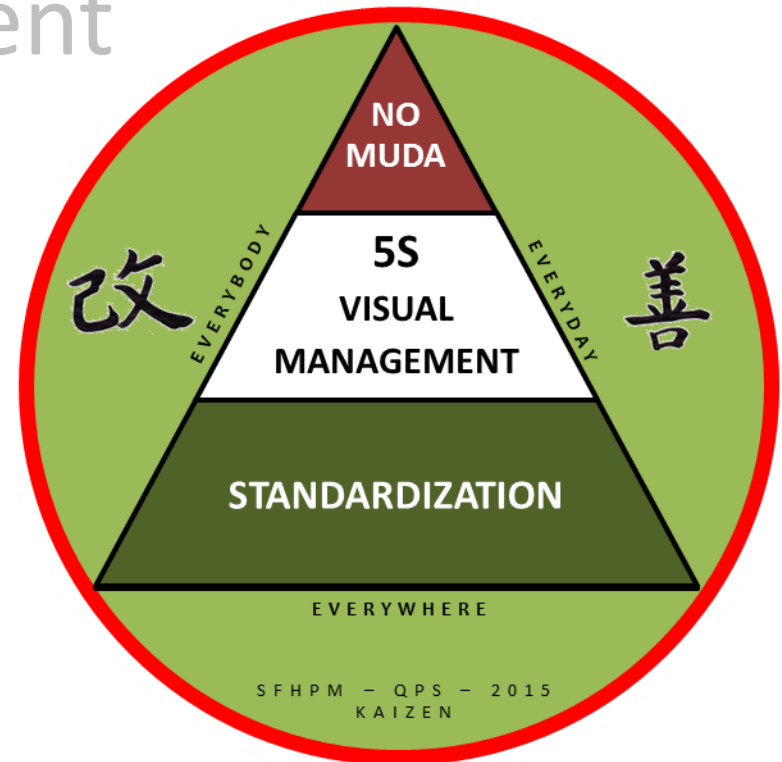 ent
NO
MUDA
5S
VISUAL
MANAGEMENT
改
EVERYBODY
EVERYDAY
善
STANDARDIZATION
EVERYWHERE
SFHPM – QPS – 2015
KAIZEN